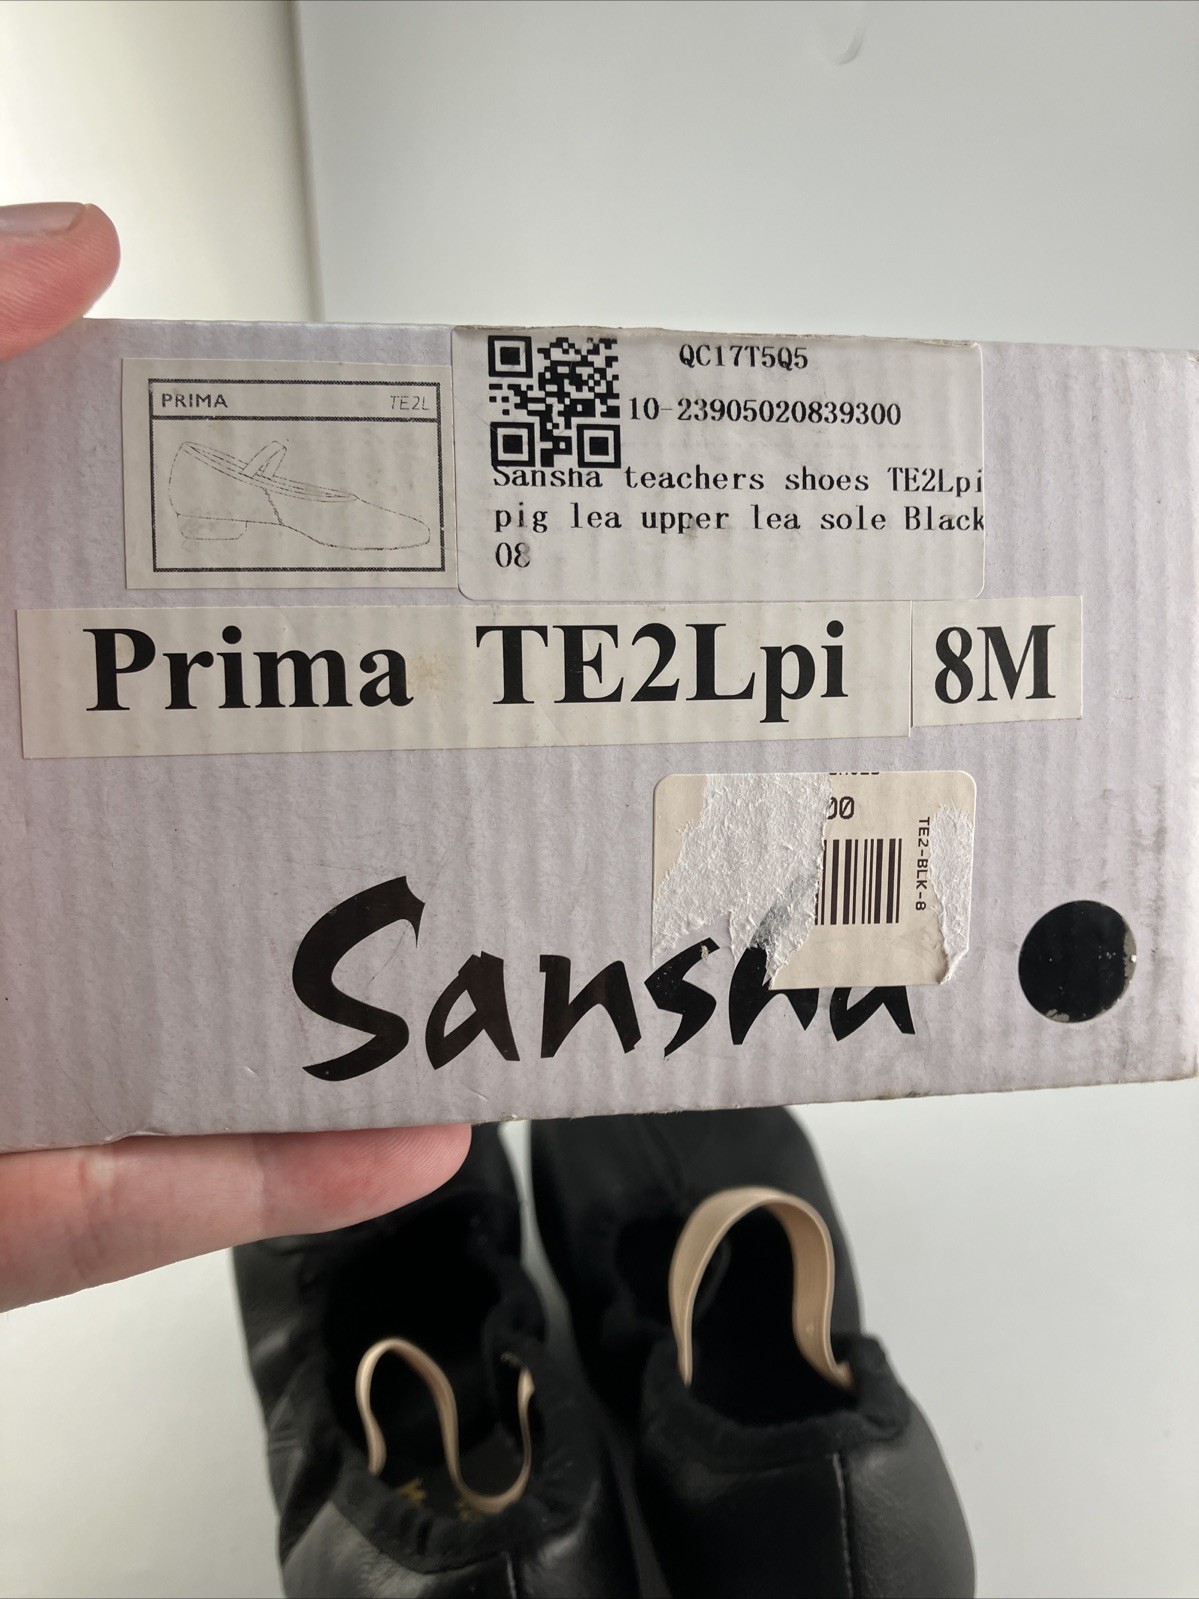 PRIMA TE2L
QC17T5Q5
10-23905020839300
Sansha teachers shoes TE2Lpi
pig lea upper lea sole Black
08
Prima TE2Lpi 8M
00
TE2-BLK-8
Sansha